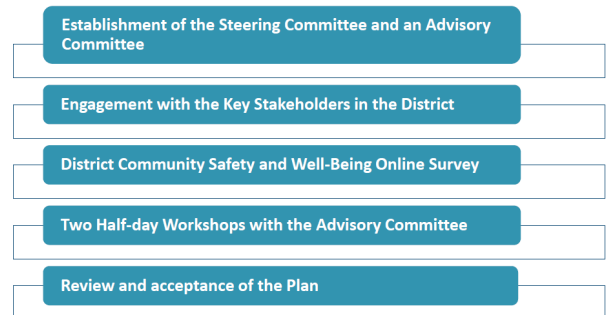 Establishment of the Steering Committee and an Advisory
Committee
Engagement with the Key Stakeholders in the District
District Community Safety and Well-Being Online Survey
Two Half-day Workshops with the Advisory Committee
Review and acceptance of the Plan